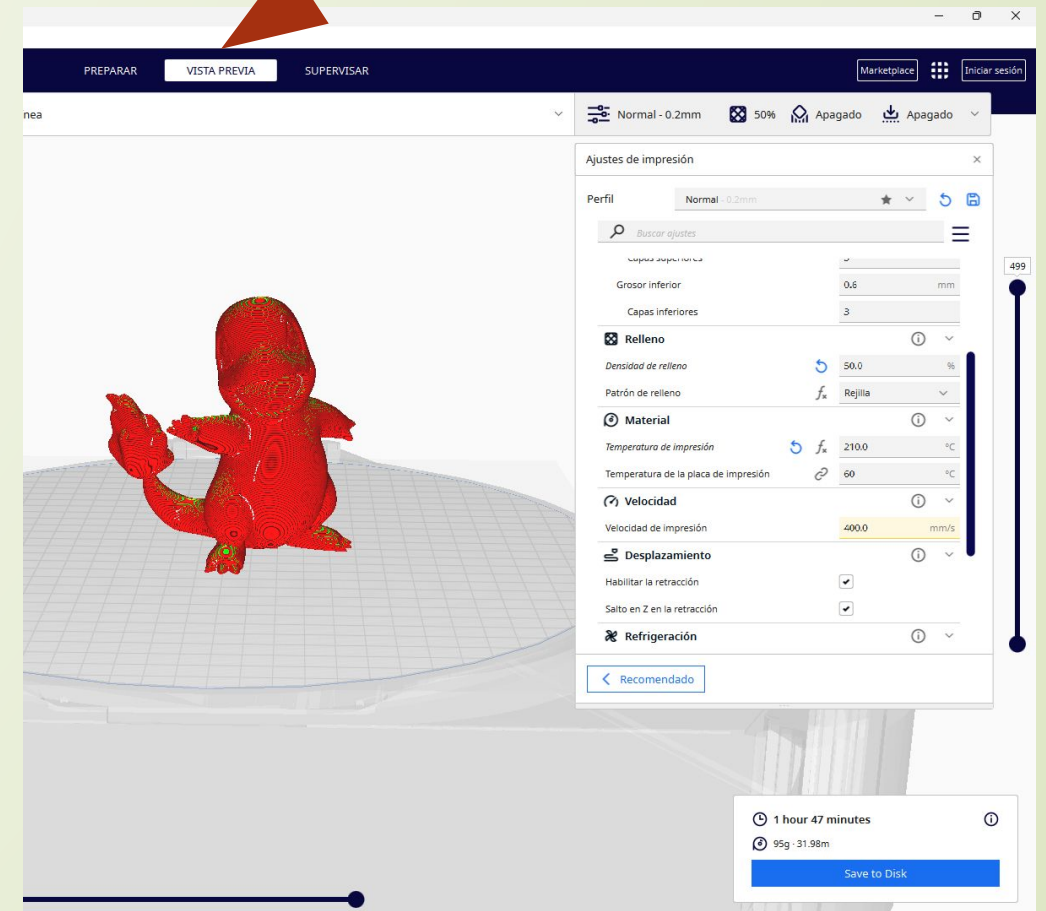 PREPARAR VISTA PREVIA SUPERVISAR Marketplace Iniciar sesión
nea Normal - 0.2mm 50% Apagado Apagado
Ajustes de impresión
Perfil Normal - 0.2mm
Buscar ajustes
Capas superiores
Grosor inferior 0.6 mm
Capas inferiores 3
Relleno
Densidad de relleno 50.0 %
Patrón de relleno Rejilla
Material
Temperatura de impresión 210.0 °C
Temperatura de la placa de impresión 60 °C
Velocidad
Velocidad de impresión 400.0 mm/s
Desplazamiento
Habilitar la retracción
Salto en Z en la retracción
Refrigeración
Recomendado
499
1 hour 47 minutes
95g · 31.98m
Save to Disk